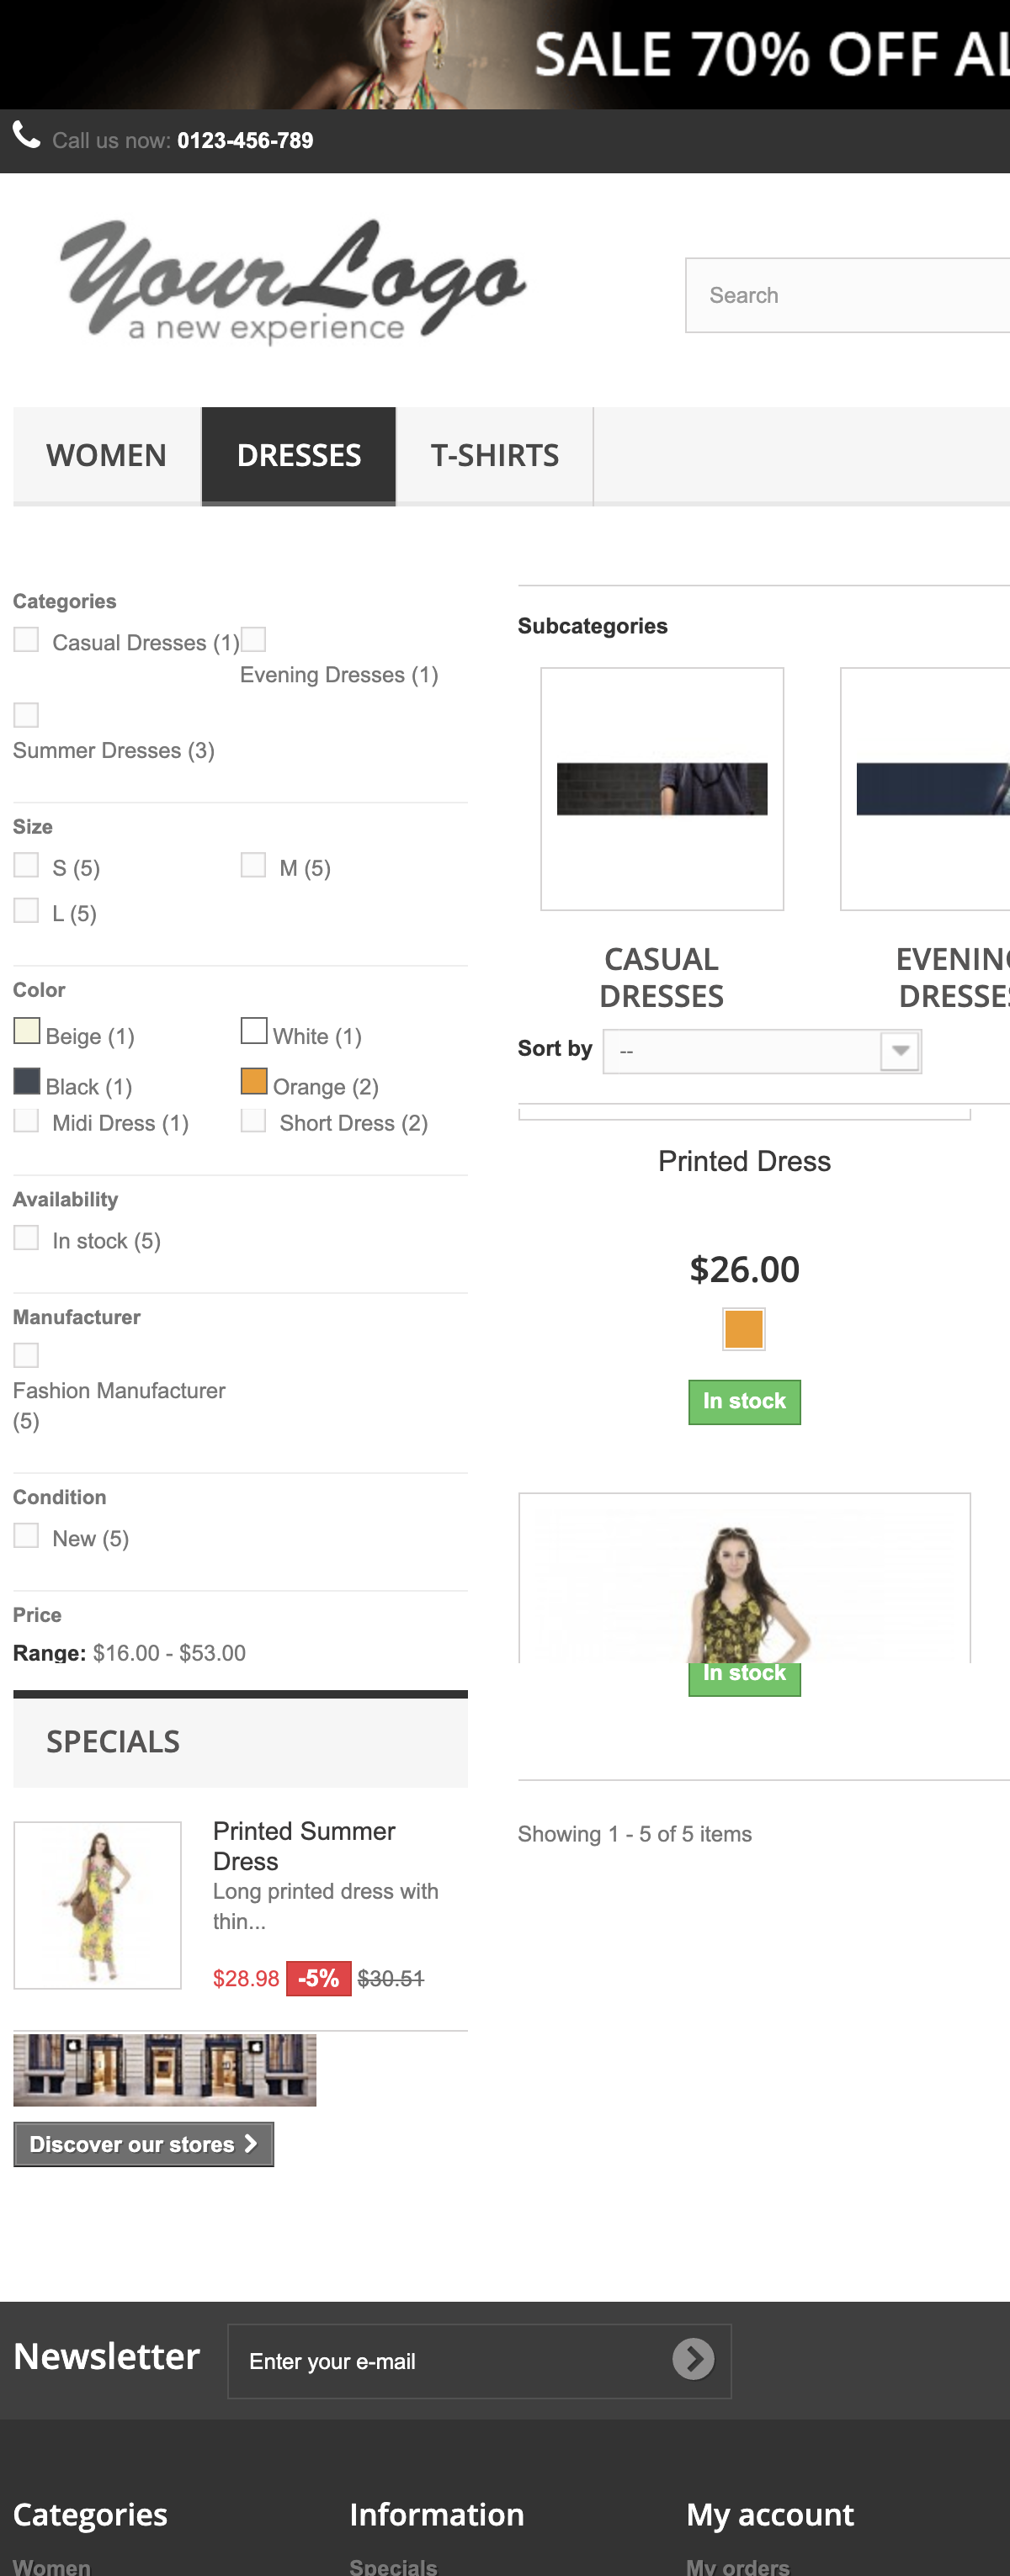 SALE 70% OFF
Call us now: 0123-456-789
YourLogo
a new experience
Search
WOMEN
DRESSES
T-SHIRTS
Categories
Casual Dresses (1)
Evening Dresses (1)
Summer Dresses (3)
Size
S (5)
M (5)
L (5)
Color
Beige (1)
White (1)
Black (1)
Orange (2)
Midi Dress (1)
Short Dress (2)
Availability
In stock (5)
Manufacturer
Fashion Manufacturer
(5)
Condition
New (5)
Price
Range: $16.00 - $53.00
SPECIALS
Printed Summer
Dress
Long printed dress with
thin...
$28.98 -5% $30.51
Discover our stores
Subcategories
CASUAL
DRESSES
EVENING
DRESSES
Sort by --
Printed Dress
$26.00
In stock
In stock
Showing 1 - 5 of 5 items
Newsletter
Enter your e-mail
Categories
Women
Information
Specials
My account
My orders